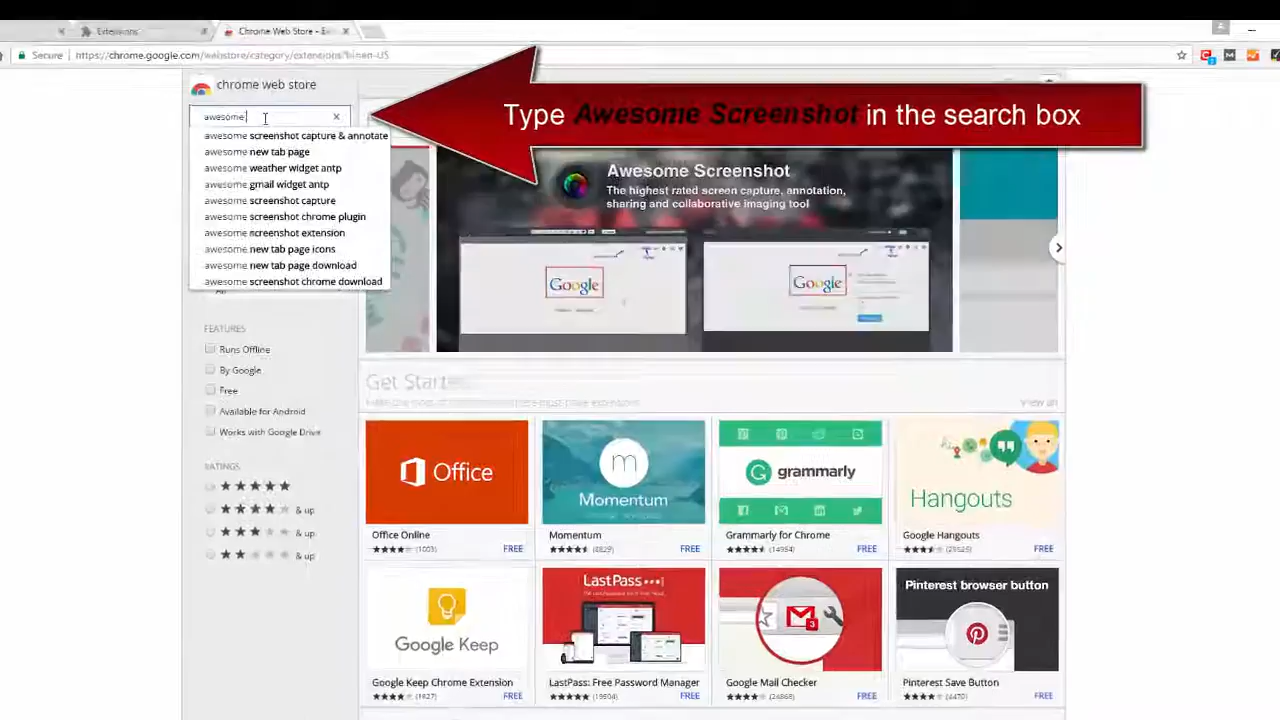 Extensions
Chrome Web Store - Ex
Secure https://chrome.google.com/webstore/category/extensions?hl=en-US
chrome web store
awesome
Type Awesome Screenshot in the search box
awesome screenshot capture & annotate
awesome new tab page
awesome weather widget antp
awesome gmail widget antp
awesome screenshot capture
awesome screenshot chrome plugin
awesome screenshot extension
awesome new tab page icons
awesome new tab page download
awesome screenshot chrome download
All
Awesome Screenshot
The highest rated screen capture, annotation,
sharing and collaborative imaging tool
Google
Google
FEATURES
Runs Offline
By Google
Free
Available for Android
Works with Google Drive
RATINGS
& up
& up
& up
Get Starte
View all
Office
Momentum
grammarly
Hangouts
Office Online
(1003) FREE
Momentum
FREE
Grammarly for Chrome
FREE
Google Hangouts
FREE
Google Keep
LastPass
Pinterest browser button
3
Google Keep Chrome Extension
FREE
LastPass: Free Password Manager
FREE
Google Mail Checker
FREE
Pinterest Save Button
FREE